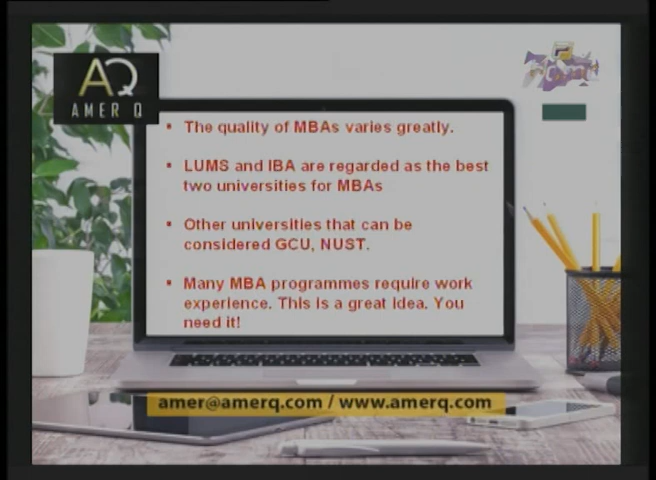 AQ
AMER Q
The quality of MBAs varies greatly.
LUMS and IBA are regarded as the best
two universities for MBAs
Other universities that can be
considered GCU, NUST.
Many MBA programmes require work
experience. This is a great idea. You
need it!
amer@amerq.com / www.amerq.com